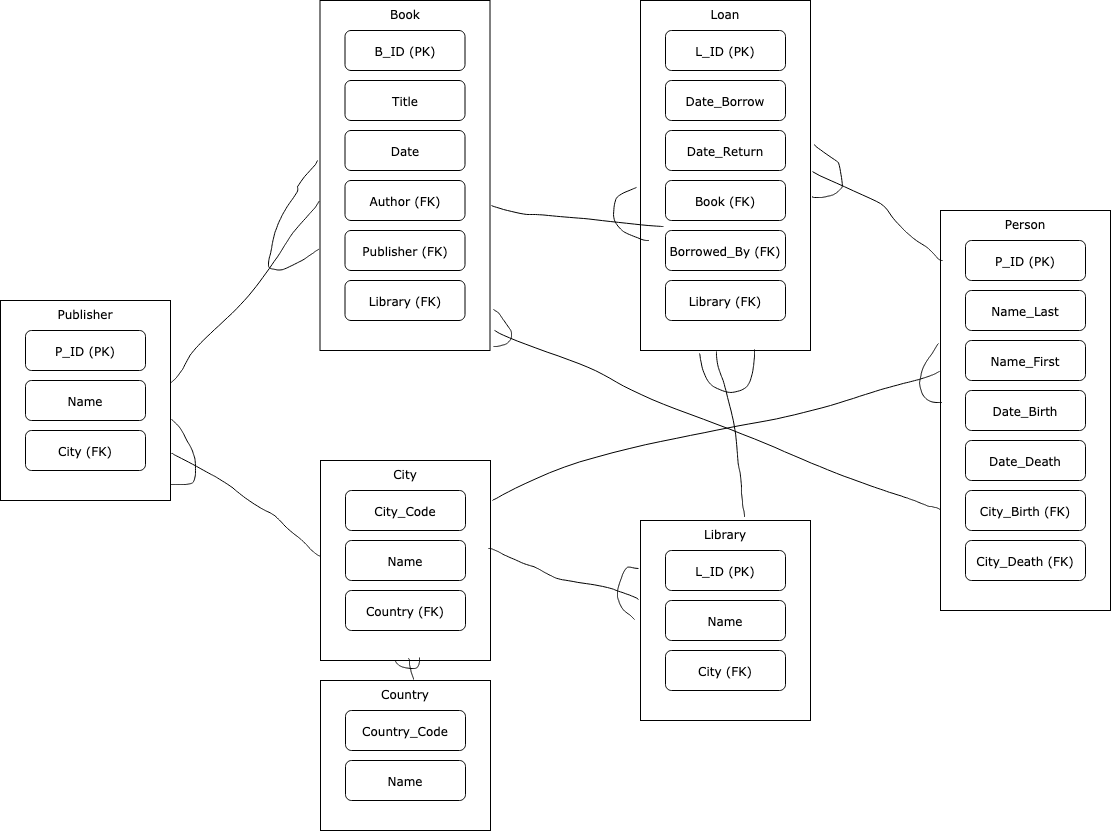 Book
B_ID (PK)
Title
Date
Author (FK)
Publisher (FK)
Library (FK)
Loan
L_ID (PK)
Date_Borrow
Date_Return
Book (FK)
Borrowed_By (FK)
Library (FK)
Person
P_ID (PK)
Name_Last
Name_First
Date_Birth
Date_Death
City_Birth (FK)
City_Death (FK)
Publisher
P_ID (PK)
Name
City (FK)
City
City_Code
Name
Country (FK)
Library
L_ID (PK)
Name
City (FK)
Country
Country_Code
Name